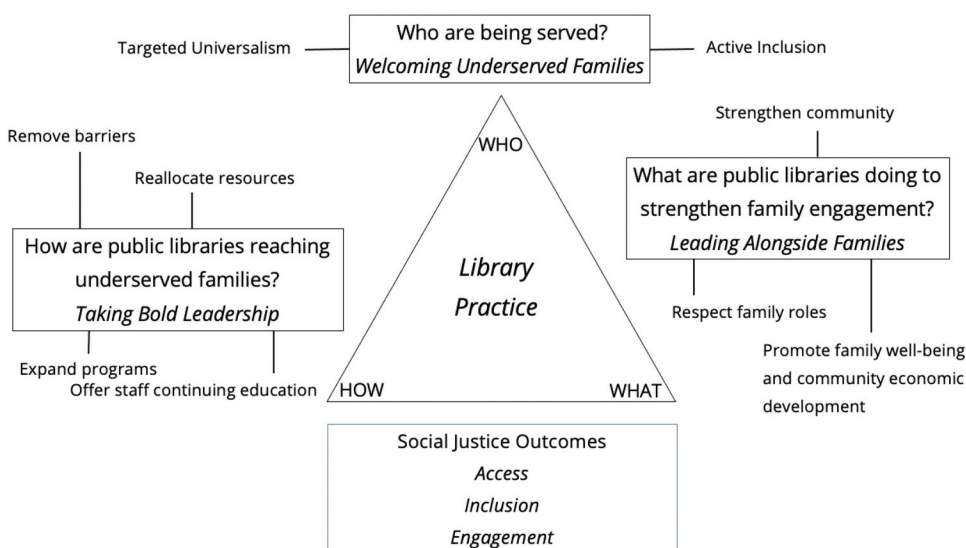 Who are being served?
Welcoming Underserved Families
Targeted Universalism
Active Inclusion
WHO
Library
Practice
HOW
WHAT
Remove barriers
Reallocate resources
How are public libraries reaching
underserved families?
Taking Bold Leadership
Expand programs
Offer staff continuing education
Strengthen community
What are public libraries doing to
strengthen family engagement?
Leading Alongside Families
Respect family roles
Promote family well-being
and community economic
development
Social Justice Outcomes
Access
Inclusion
Engagement